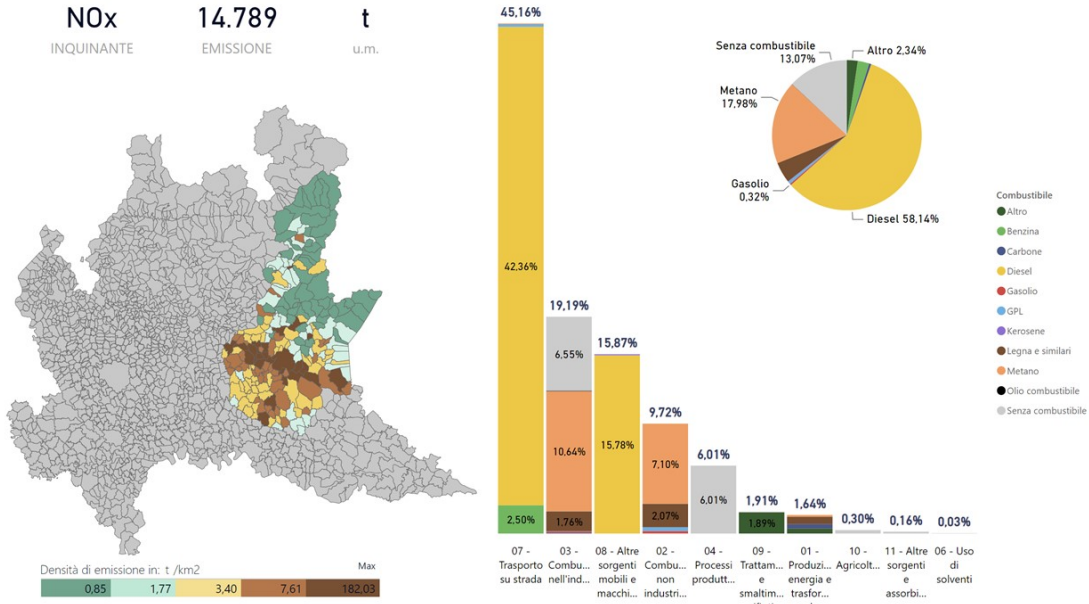 NOx
14.789
t
INQUINANTE
EMISSIONE
u.m.
Densità di emissione in: t /km2
Max
0,85
1,77
3,40
7,61
182,03
45,16%
42,36%
2,50%
07 -
Trasporto
su strada
19,19%
6,55%
10,64%
1,76%
03 -
Combu...
nell'ind...
15,87%
15,78%
08 - Altre
sorgenti
mobili e
macchi...
9,72%
7,10%
2,07%
02 -
Combu...
non
industri...
6,01%
6,01%
04 -
Processi
produtt...
1,91%
1,89%
09 -
Trattam...
e
smaltim...
1,64%
01 -
Produzi...
energia e
trasfor...
0,30%
10 -
Agricolt...
0,16%
11 - Altre
sorgenti
e
assorbi...
0,03%
06 - Uso
di
solventi
Senza combustibile
13,07%
Altro 2,34%
Metano
17,98%
Gasolio
0,32%
Diesel 58,14%
Combustibile
Altro
Benzina
Carbone
Diesel
Gasolio
GPL
Kerosene
Legna e similari
Metano
Olio combustibile
Senza combustibile